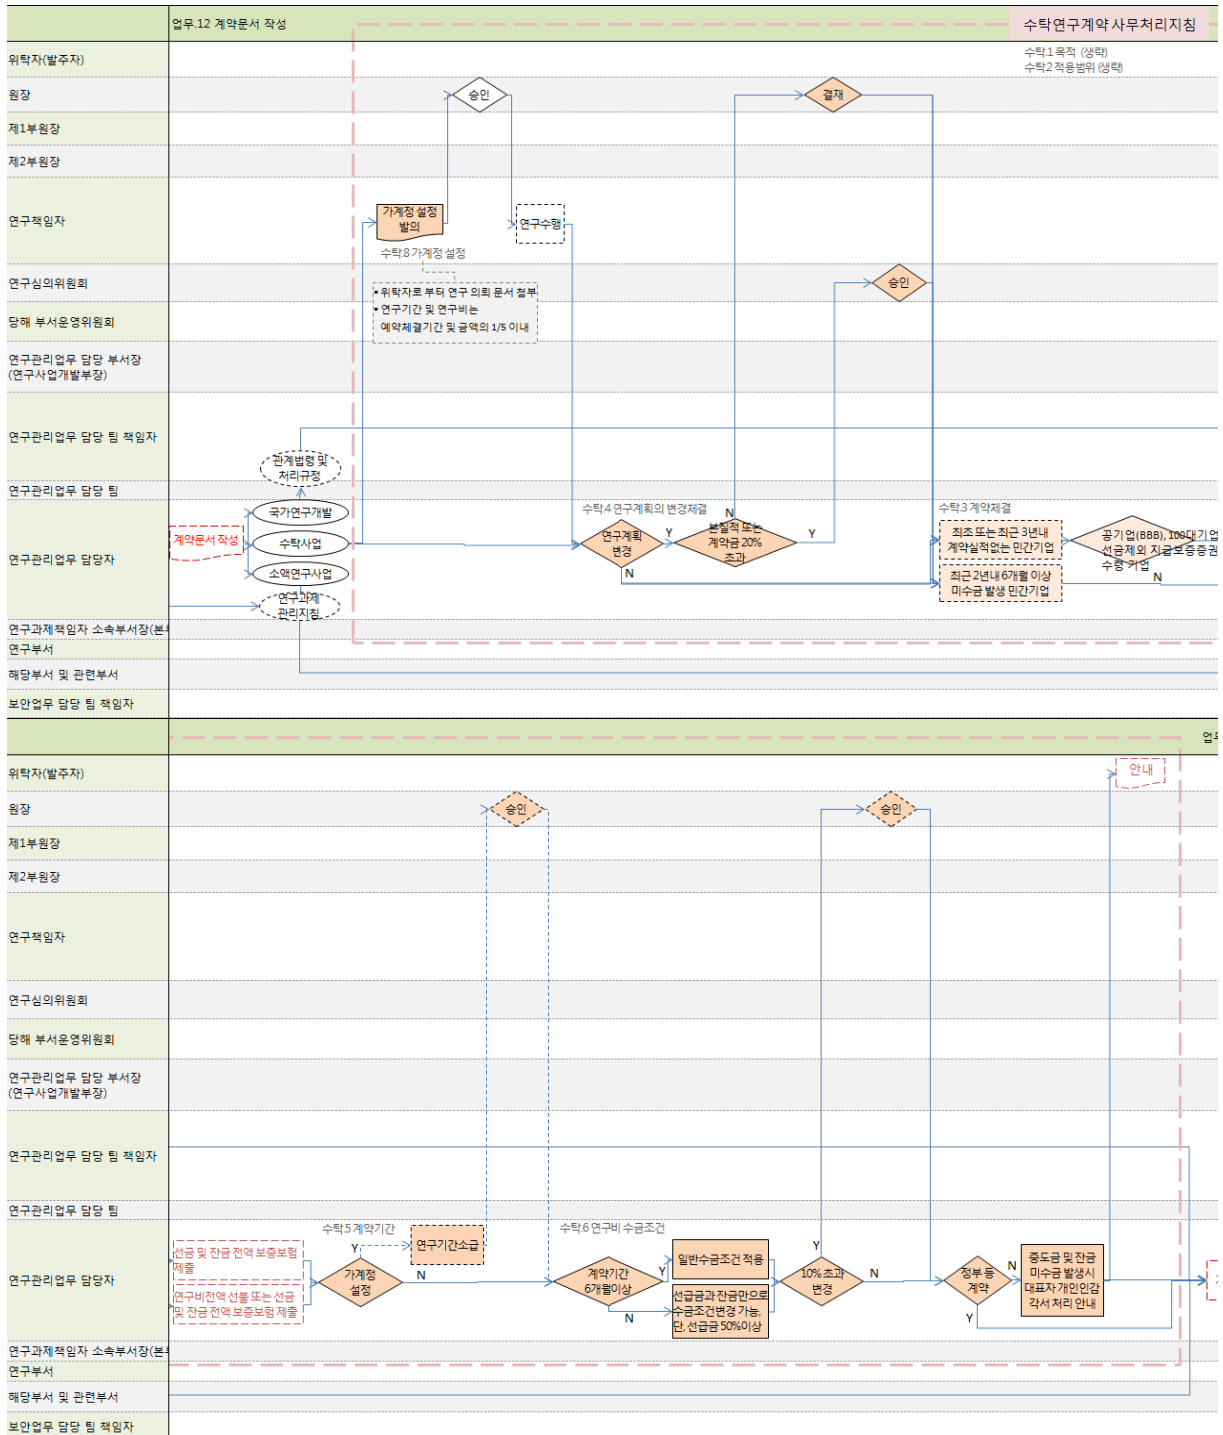 업무.12 계약문서 작성
수탁연구계약 사무처리지침
위탁자(발주자)
수탁.1 목적 (생략)
수탁.2 적용범위 (생략)
원장
승인
결재
제1부원장
제2부원장
연구책임자
가계정 설정
발의
연구수행
수탁.8 가계정 설정
연구심의위원회
승인
• 위탁자로 부터 연구 의뢰 문서 첨부
• 연구기간 및 연구비는
예약체결기간 및 금액의 1/5 이내
당해 부서운영위원회
연구관리업무 담당 부서장
(연구사업개발부장)
연구관리업무 담당 팀 책임자
관계법령 및
처리규정
연구관리업무 담당 팀
연구관리업무 담당자
계약문서 작성
국가연구개발
수탁사업
소액연구사업
연구과제
관리지침
수탁.4 연구계획의 변경체결
연구계획
변경
Y
N
본질적 또는
계약금 20%
초과
N
Y
수탁.3 계약체결
최초 또는 최근 3년내
계약실적없는 민간기업
최근 2년내 6개월 이상
미수금 발생 민간기업
공기업(BBB), 100대기업
선금제외 지급보증증권
수령 기업
N
연구과제책임자 소속부서장(본부
연구부서
해당부서 및 관련부서
보안업무 담당 팀 책임자
업무
위탁자(발주자)
안내
원장
승인
승인
제1부원장
제2부원장
연구책임자
연구심의위원회
당해 부서운영위원회
연구관리업무 담당 부서장
(연구사업개발부장)
연구관리업무 담당 팀 책임자
연구관리업무 담당 팀
연구관리업무 담당자
선금 및 잔금 전액 보증보험
제출
연구비전액 선불 또는 선금
및 잔금 전액 보증보험 제출
수탁.5 계약기간
가계정
설정
Y
N
연구기간소급
수탁.6 연구비 수금조건
계약기간
6개월이상
Y
N
일반수금조건 적용
선급금과 잔금만으로
수금조건변경 가능,
단, 선급금 50%이상
10% 초과
변경
Y
N
정부 등
계약
N
Y
중도금 및 잔금
미수금 발생시
대표자 개인인감
각서 처리 안내
연구과제책임자 소속부서장(본부
연구부서
해당부서 및 관련부서
보안업무 담당 팀 책임자